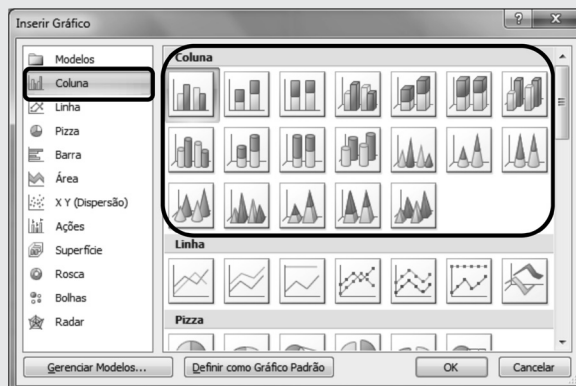 Inserir Gráfico
Modelos
Coluna
Linha
Pizza
Barra
Área
X Y (Dispersão)
Ações
Superfície
Rosca
Bolhas
Radar
Coluna
Linha
Pizza
Gerenciar Modelos...
Definir como Gráfico Padrão
OK
Cancelar